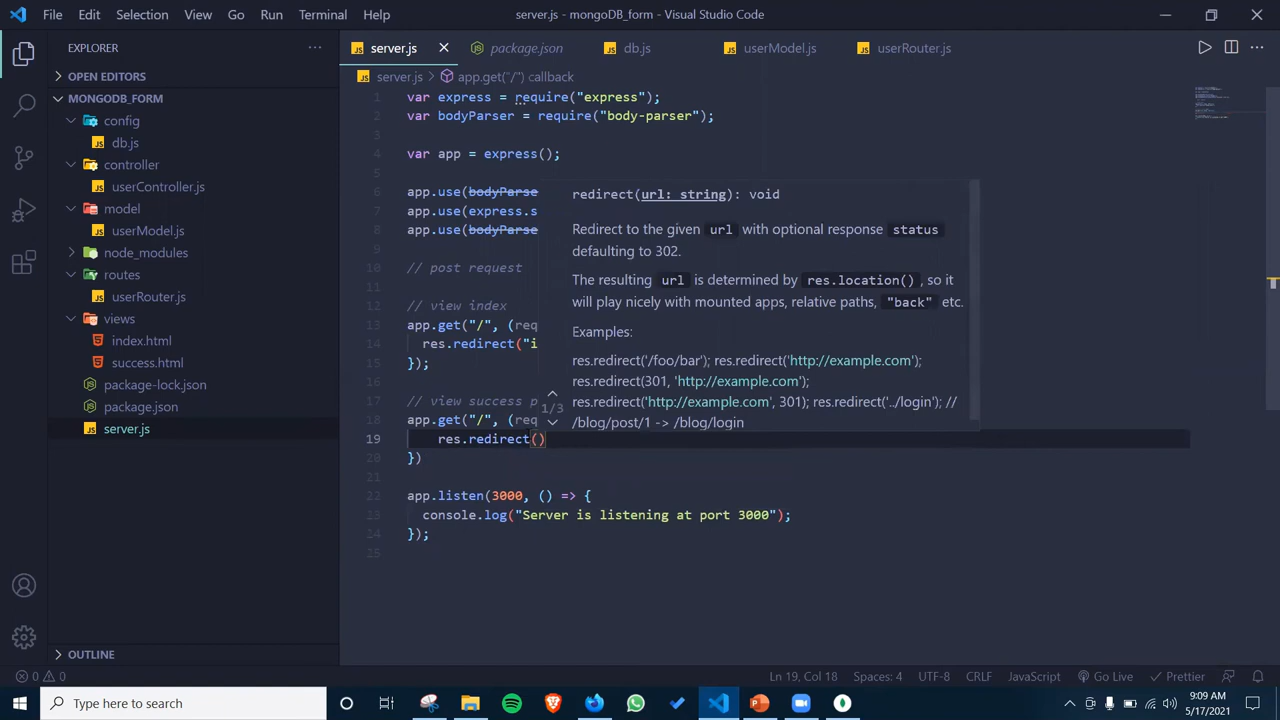 File Edit Selection View Go Run Terminal Help server.js - mongoDB_form - Visual Studio Code
EXPLORER ... server.js package.json db.js userModel.js userRouter.js
OPEN EDITORS server.js > app.get("/") callback
MONGODB_FORM
config
db.js
controller
userController.js
model
userModel.js
node_modules
routes
userRouter.js
views
index.html
success.html
package-lock.json
package.json
server.js
OUTLINE
1 var express = require("express");
2 var bodyParser = require("body-parser");
3
4 var app = express();
5
6 app.use(bodyParse
7 app.use(express.s
8 app.use(bodyParse
9
10 // post request
11
12 // view index
13 app.get("/", (req
14 res.redirect("i
15 });
16
17 // view success p
18 app.get("/", (req
19 res.redirect()
20 })
21
22 app.listen(3000, () => {
23 console.log("Server is listening at port 3000");
24 });
25
redirect(url: string): void
Redirect to the given url with optional response status
defaulting to 302.
The resulting url is determined by res.location(), so it
will play nicely with mounted apps, relative paths, "back" etc.
Examples:
res.redirect('/foo/bar'); res.redirect('http://example.com');
res.redirect(301, 'http://example.com');
res.redirect('http://example.com', 301); res.redirect('../login'); //
/blog/post/1 -> /blog/login
1/3
0 0 Ln 19, Col 18 Spaces: 4 UTF-8 CRLF JavaScript Go Live Prettier
Type here to search
9:09 AM
5/17/2021